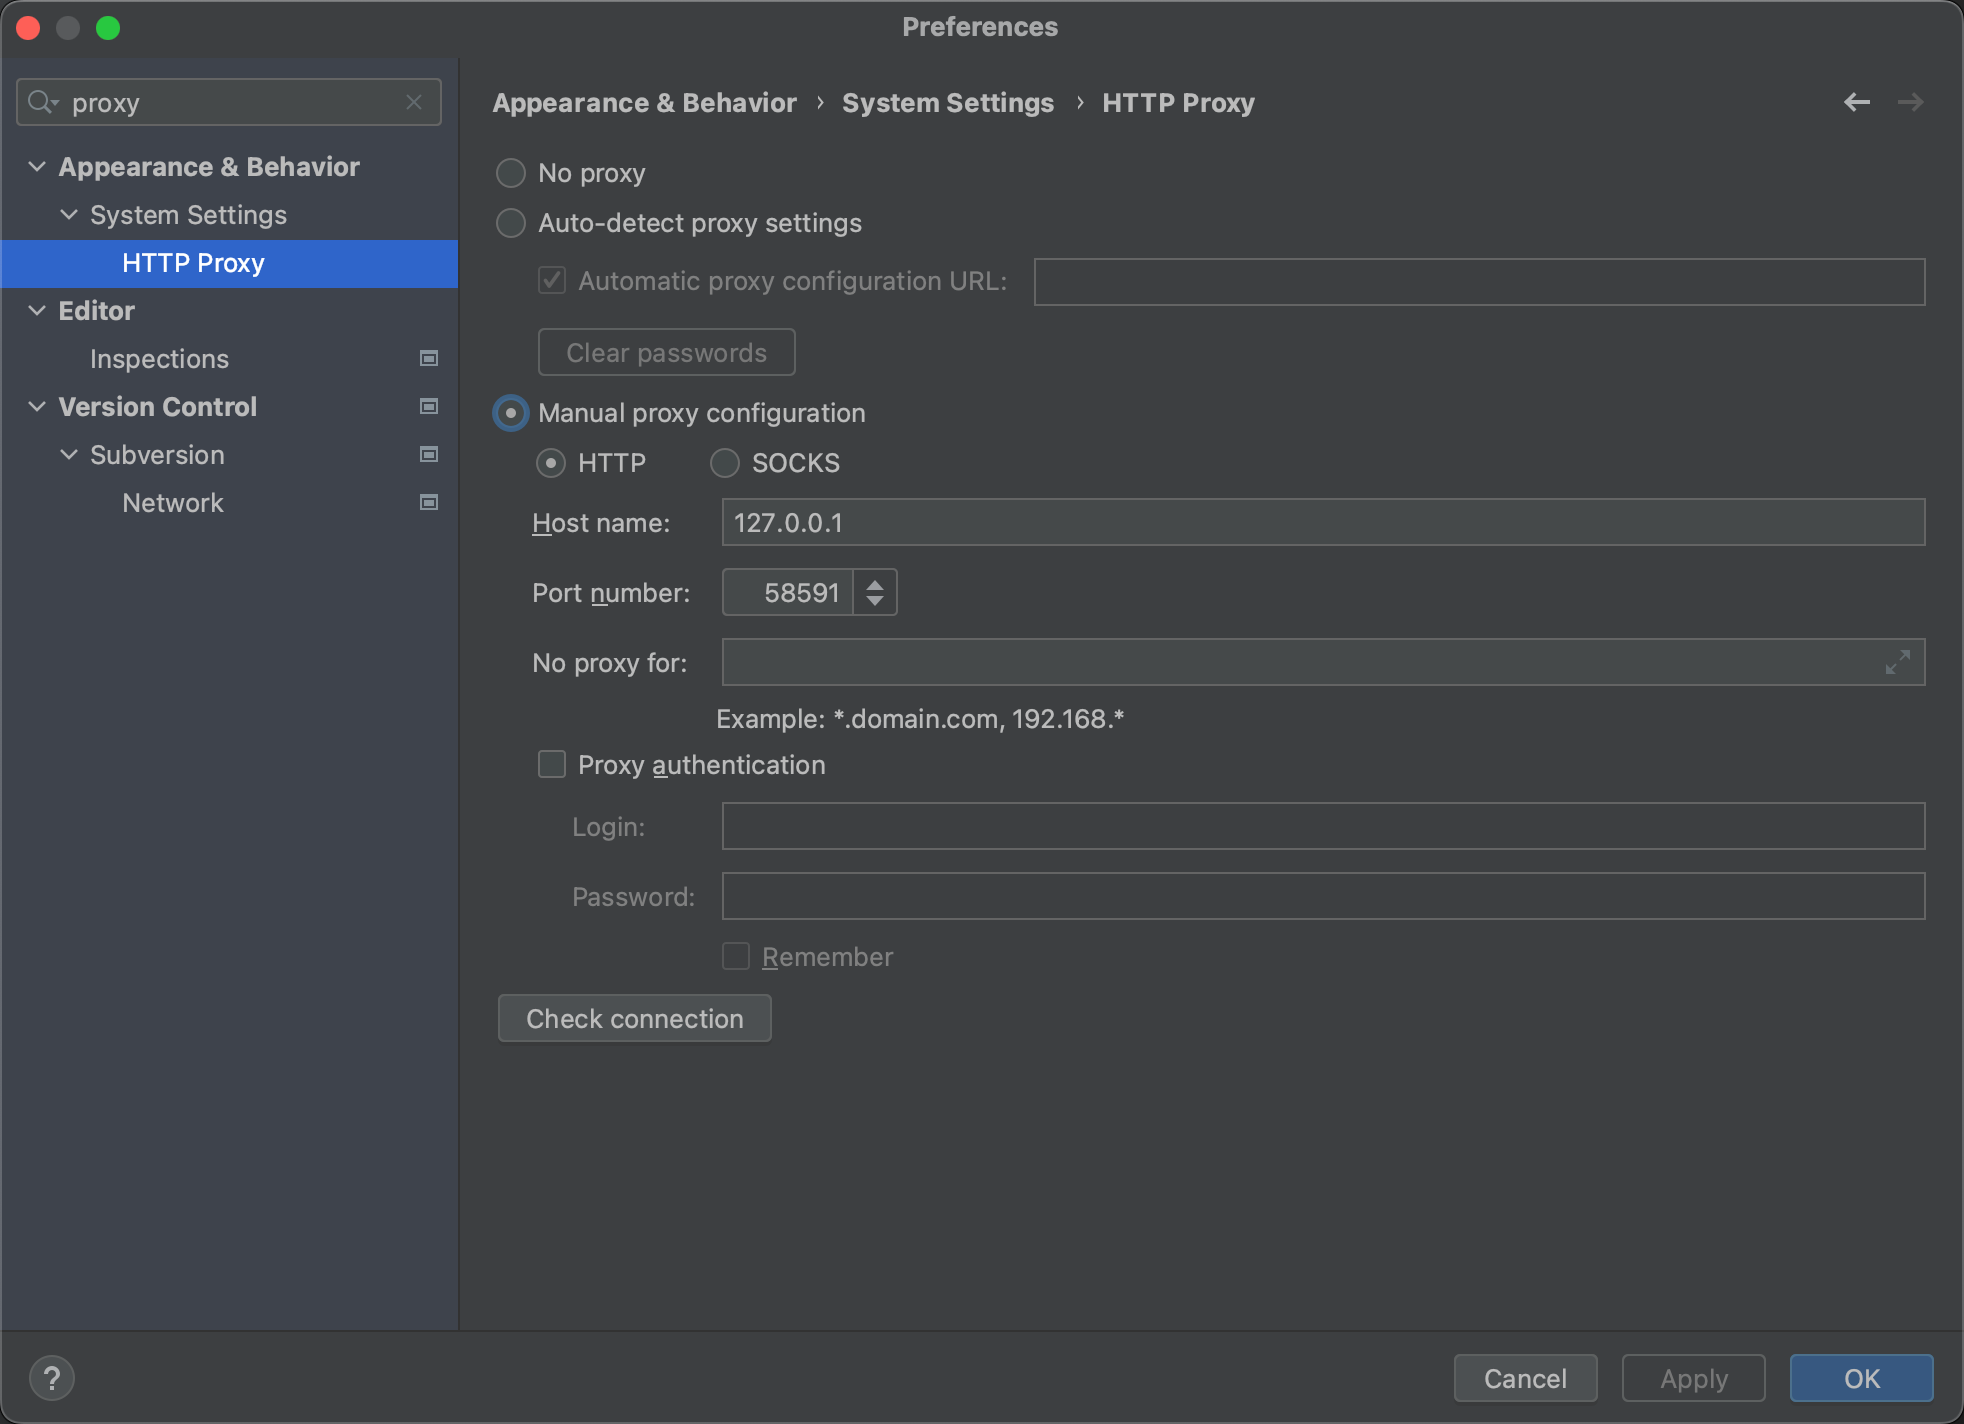 Preferences
proxy
Appearance & Behavior
System Settings
HTTP Proxy
Editor
Inspections
Version Control
Subversion
Network
Appearance & Behavior › System Settings › HTTP Proxy
No proxy
Auto-detect proxy settings
Automatic proxy configuration URL:
Clear passwords
Manual proxy configuration
HTTP SOCKS
Host name: 127.0.0.1
Port number: 58591
No proxy for:
Example: *.domain.com, 192.168.*
Proxy authentication
Login:
Password:
Remember
Check connection
? Cancel Apply OK